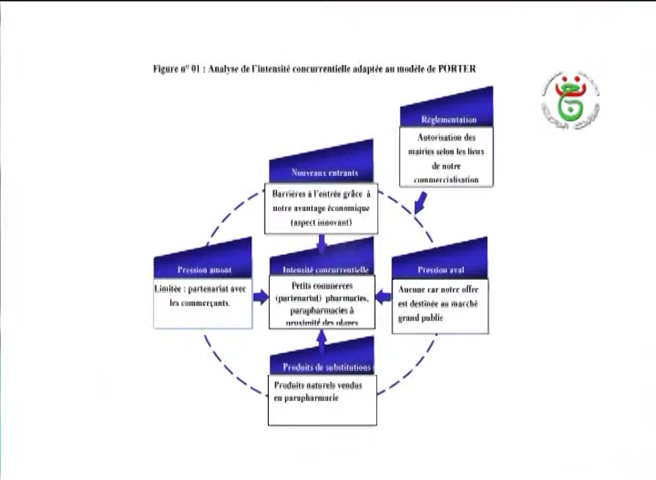 Figure n° 01 : Analyse de l'intensité concurrentielle adaptée au modèle de PORTER
Règlementation
Autorisation des
mairies selon les lieux
de notre
commercialisation
Nouveaux entrants
Barrières à l'entrée grâce à
notre avantage économique
(aspect innovant)
Pression amont
Limitée : partenariat avec
les commerçants.
Intensité concurrentielle
Petits commerces
(partenariat) pharmacies,
parapharmacies à
proximité des plages
Pression aval
Aucune car notre offre
est destinée au marché
grand public
Produits de substitutions
Produits naturels vendus
en parapharmacie